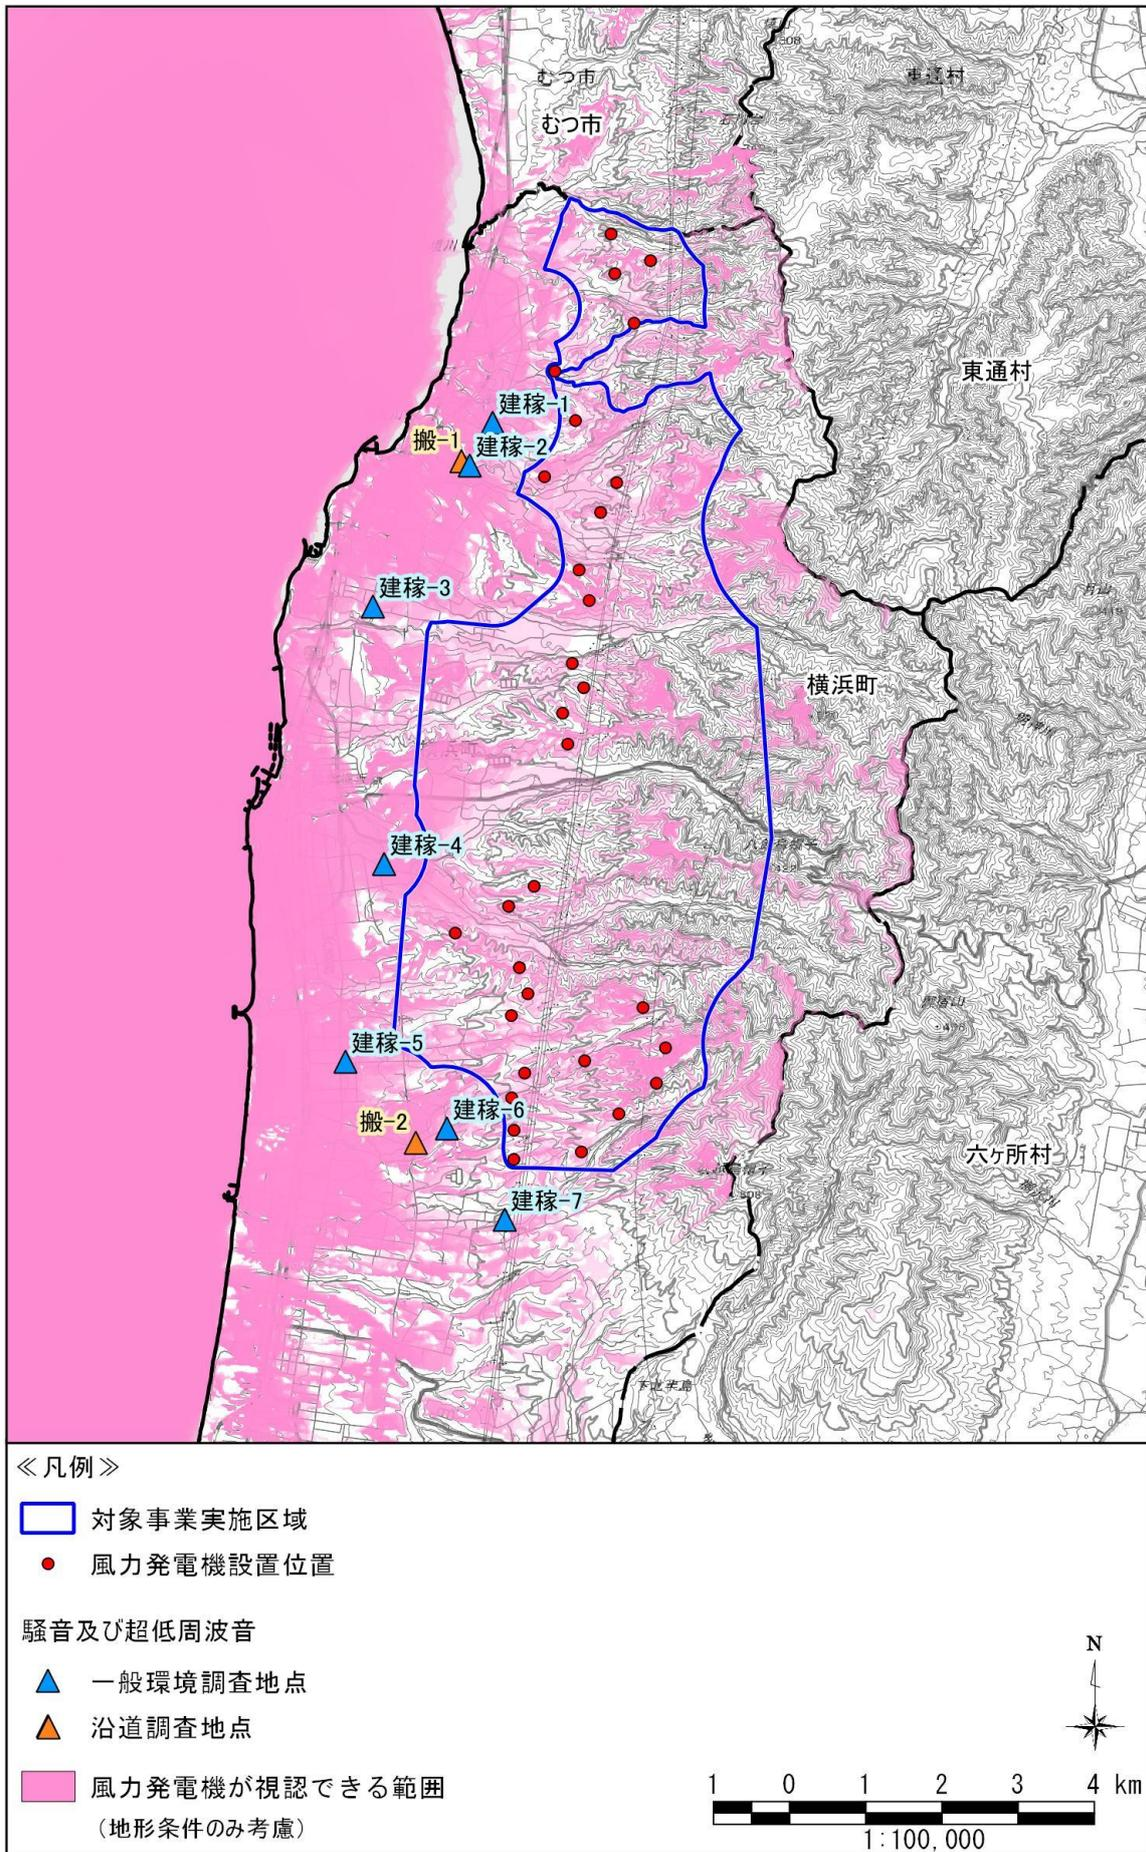 むつ市
東通村
むつ市
東通村
建稼-1
搬-1
建稼-2
建稼-3
横浜町
横浜町
建稼-4
建稼-5
建稼-6
搬-2
六ヶ所村
建稼-7
≪凡例≫
対象事業実施区域
風力発電機設置位置
騒音及び超低周波音
一般環境調査地点
沿道調査地点
風力発電機が視認できる範囲
(地形条件のみ考慮)
N
1 0 1 2 3 4 km
1:100,000